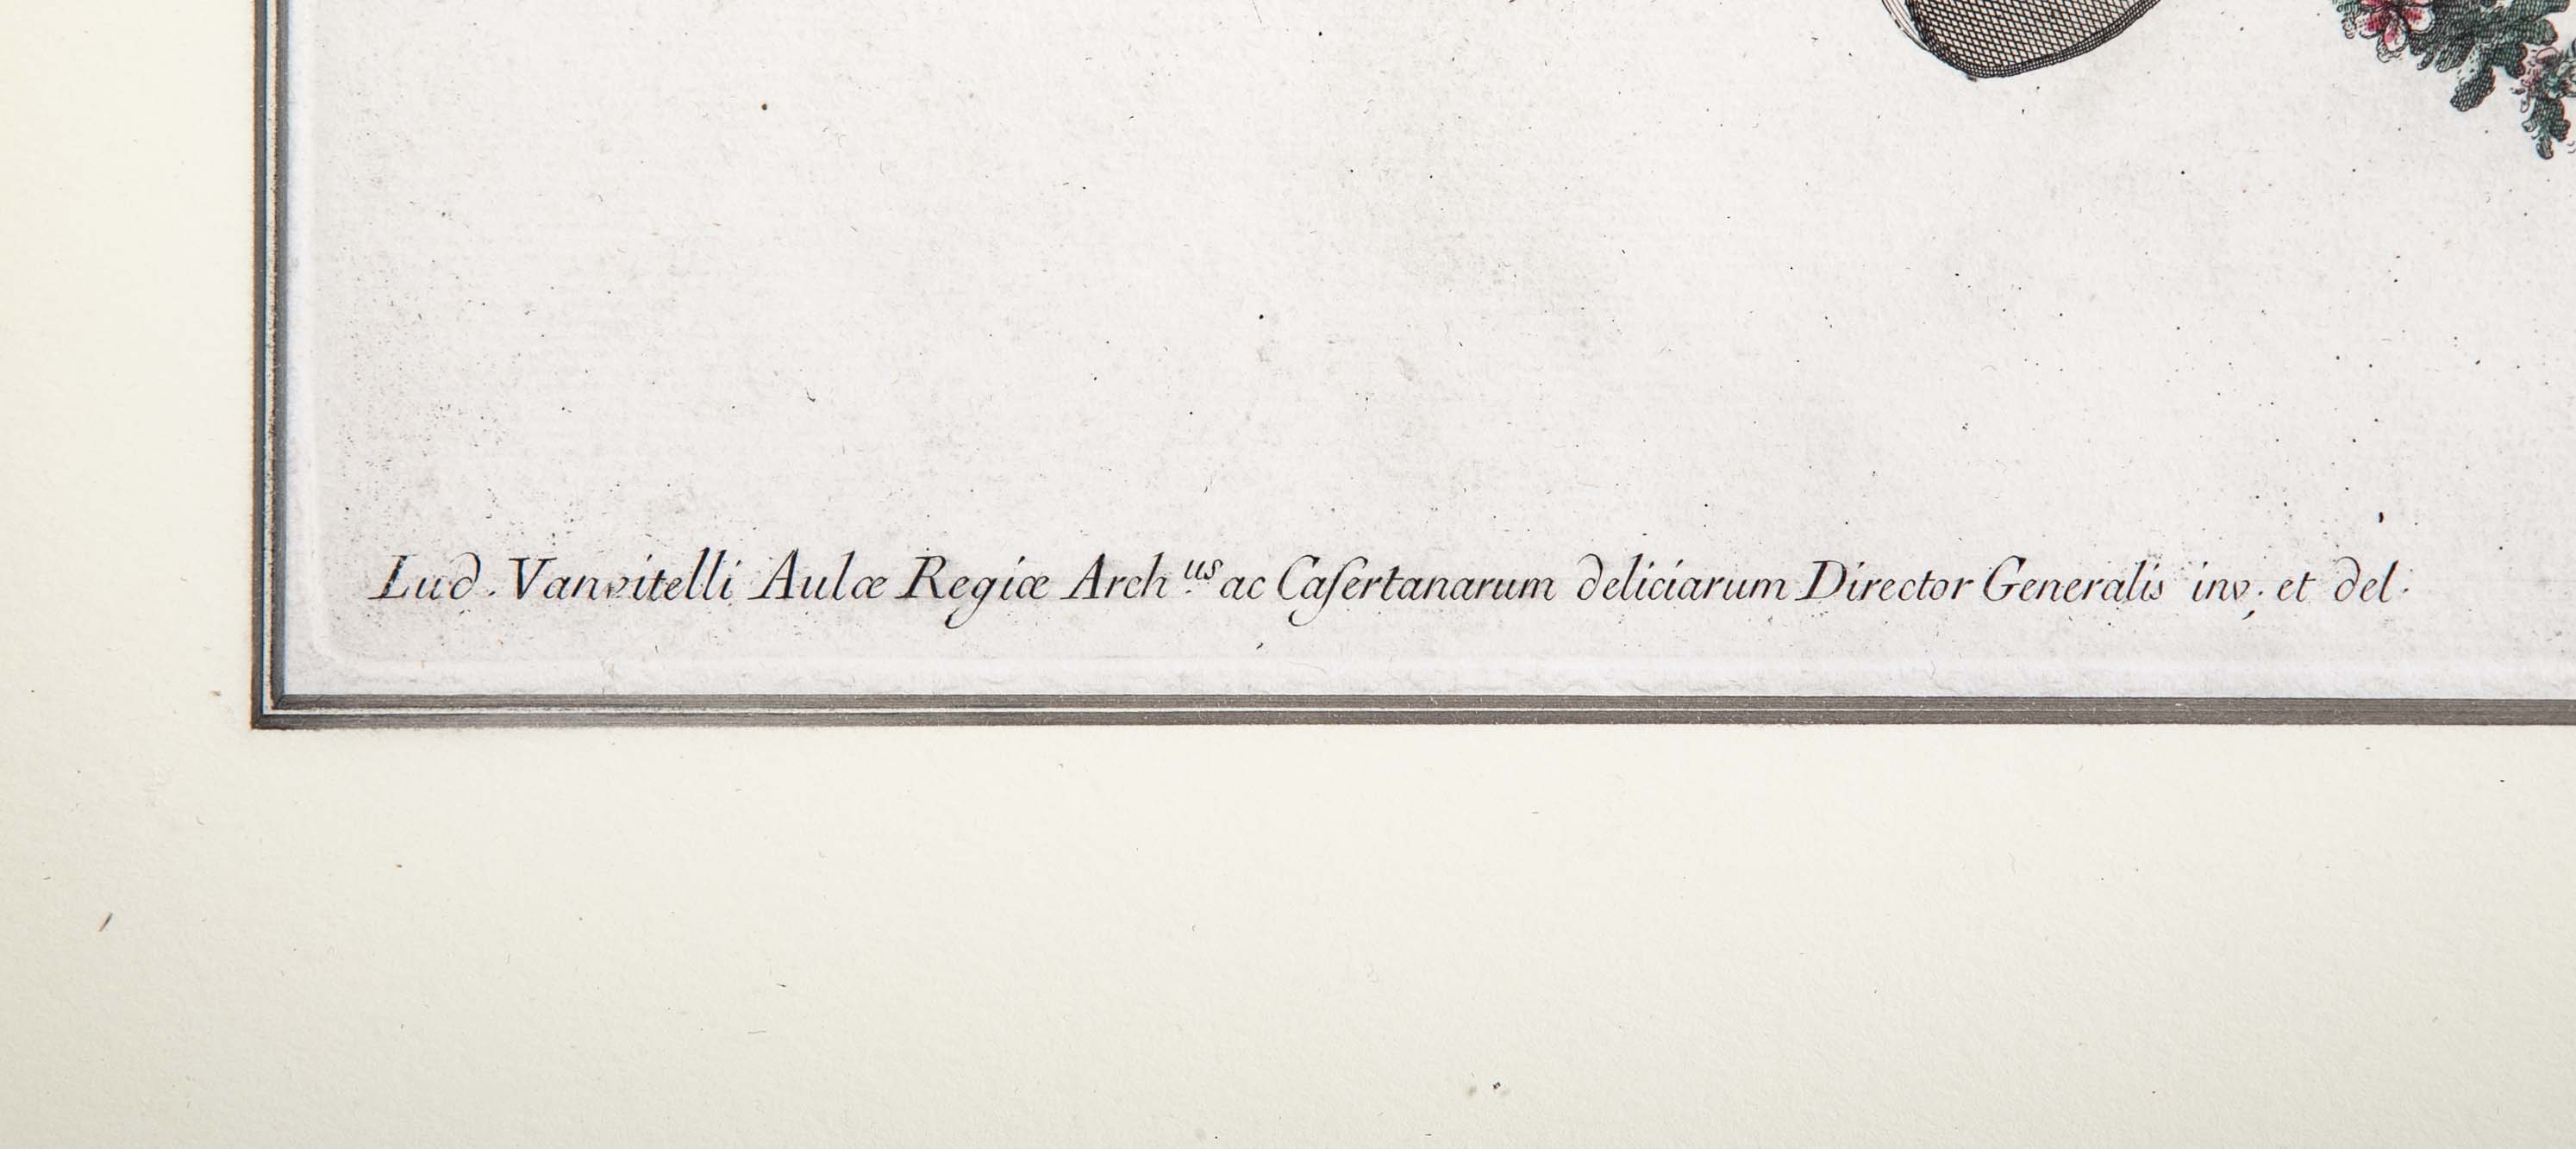 Lud. Vanvitelli Aulæ Regiæ Arch.us ac Caſertanarum deliciarum Director Generalis inv. et del.